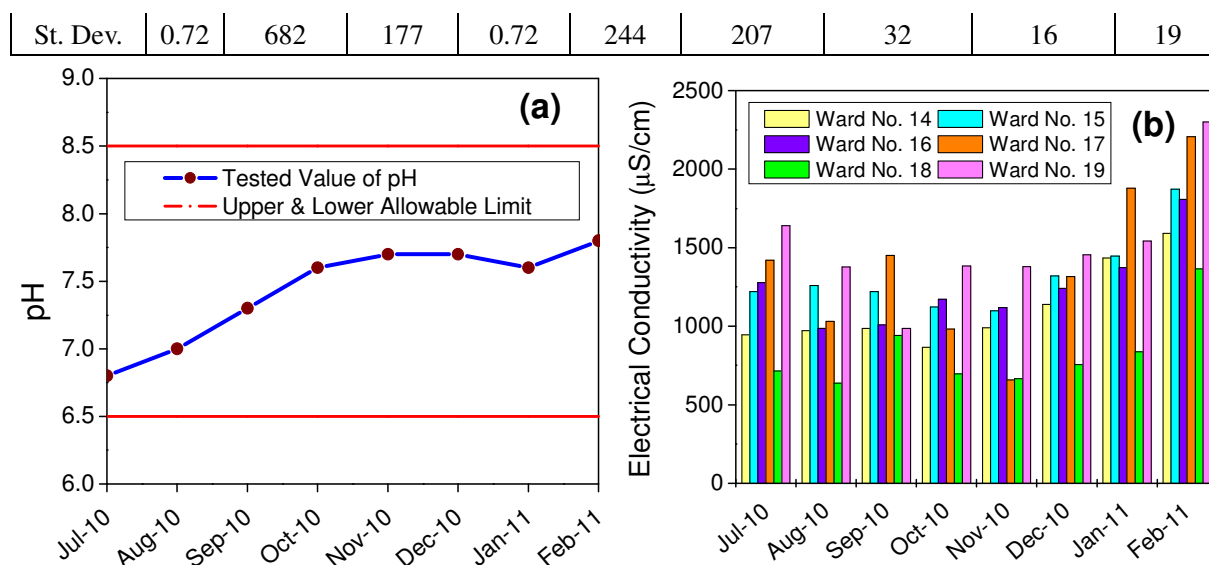 St. Dev. 0.72 682 177 0.72 244 207 32 16 19
(a)
Tested Value of pH
Upper & Lower Allowable Limit
pH
9.0
8.5
8.0
7.5
7.0
6.5
6.0
Jul-10 Aug-10 Sep-10 Oct-10 Nov-10 Dec-10 Jan-11 Feb-11
(b)
Ward No. 14 Ward No. 15
Ward No. 16 Ward No. 17
Ward No. 18 Ward No. 19
Electrical Conductivity (μS/cm)
2500
2000
1500
1000
500
0
Jul-10 Aug-10 Sep-10 Oct-10 Nov-10 Dec-10 Jan-11 Feb-11